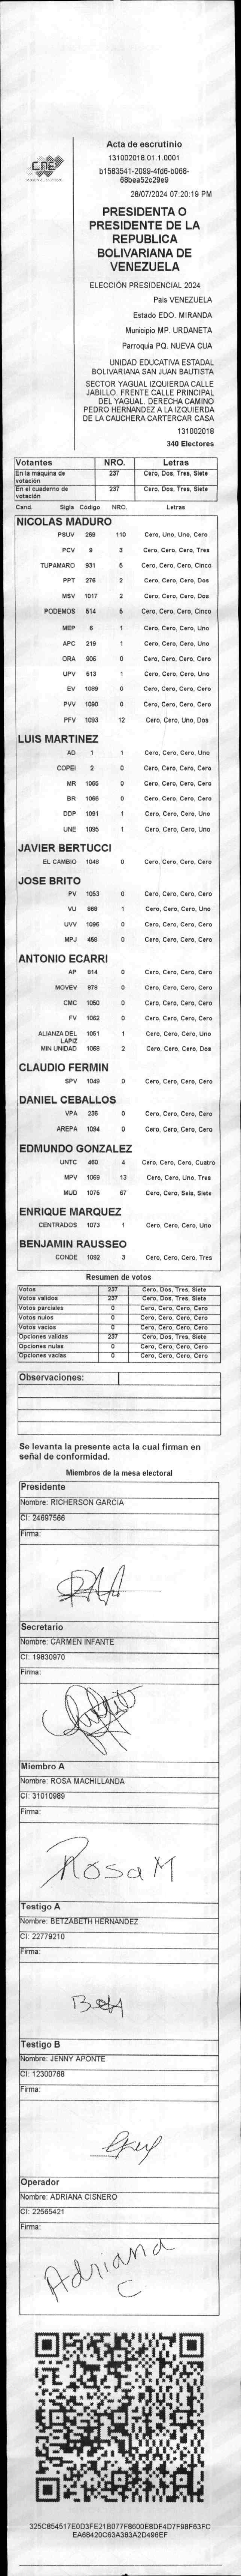 CNE
Acta de escrutinio
131002018.01.1.0001
b1583541-2099-4fd6-b068-
68bea52c29e9
28/07/2024 07:20:19 PM
PRESIDENTA O
PRESIDENTE DE LA
REPUBLICA
BOLIVARIANA DE
VENEZUELA
ELECCIÓN PRESIDENCIAL 2024
Pais VENEZUELA
Estado EDO. MIRANDA
Municipio MP. URDANETA
Parroquia PQ. NUEVA CUA
UNIDAD EDUCATIVA ESTADAL
BOLIVARIANA SAN JUAN BAUTISTA
SECTOR YAGUAL IZQUIERDA CALLE
JABILLO. FRENTE CALLE PRINCIPAL
DEL YAGUAL. DERECHA CAMINO
PEDRO HERNANDEZ A LA IZQUIERDA
DE LA CAUCHERA CARTERCAR CASA
131002018
340 Electores
Votantes NRO. Letras
En la maquina de votación 237 Cero, Dos, Tres, Siete
En el cuaderno de votación 237 Cero, Dos, Tres, Siete
Cand. Sigla Código NRO. Letras
NICOLAS MADURO
PSUV 269 110 Cero, Uno, Uno, Cero
PCV 9 3 Cero, Cero, Cero, Tres
TUPAMARO 931 5 Cero, Cero, Cero, Cinco
PPT 276 2 Cero, Cero, Cero, Dos
MSV 1017 2 Cero, Cero, Cero, Dos
PODEMOS 514 5 Cero, Cero, Cero, Cinco
MEP 6 1 Cero, Cero, Cero, Uno
APC 219 1 Cero, Cero, Cero, Uno
ORA 906 0 Cero, Cero, Cero, Cero
UPV 513 1 Cero, Cero, Cero, Uno
EV 1089 0 Cero, Cero, Cero, Cero
PVV 1090 0 Cero, Cero, Cero, Cero
PFV 1093 12 Cero, Cero, Uno, Dos
LUIS MARTINEZ
AD 1 1 Cero, Cero, Cero, Uno
COPEI 2 0 Cero, Cero, Cero, Cero
MR 1065 0 Cero, Cero, Cero, Cero
BR 1066 0 Cero, Cero, Cero, Cero
DDP 1091 1 Cero, Cero, Cero, Uno
UNE 1095 1 Cero, Cero, Cero, Uno
JAVIER BERTUCCI
EL CAMBIO 1048 0 Cero, Cero, Cero, Cero
JOSE BRITO
PV 1053 0 Cero, Cero, Cero, Cero
VU 968 1 Cero, Cero, Cero, Uno
UVV 1096 0 Cero, Cero, Cero, Cero
MPJ 458 0 Cero, Cero, Cero, Cero
ANTONIO ECARRI
AP 814 0 Cero, Cero, Cero, Cero
MOVEV 978 0 Cero, Cero, Cero, Cero
CMC 1050 0 Cero, Cero, Cero, Cero
FV 1062 0 Cero, Cero, Cero, Cero
ALIANZA DEL LAPIZ 1051 1 Cero, Cero, Cero, Uno
MIN UNIDAD 1068 2 Cero, Cero, Cero, Dos
CLAUDIO FERMIN
SPV 1049 0 Cero, Cero, Cero, Cero
DANIEL CEBALLOS
VPA 236 0 Cero, Cero, Cero, Cero
AREPA 1094 0 Cero, Cero, Cero, Cero
EDMUNDO GONZALEZ
UNTC 460 4 Cero, Cero, Cero, Cuatro
MPV 1069 13 Cero, Cero, Uno, Tres
MUD 1075 67 Cero, Cero, Seis, Siete
ENRIQUE MARQUEZ
CENTRADOS 1073 1 Cero, Cero, Cero, Uno
BENJAMIN RAUSSEO
CONDE 1092 3 Cero, Cero, Cero, Tres
Resumen de votos
Votos 237 Cero, Dos, Tres, Siete
Votos validos 237 Cero, Dos, Tres, Siete
Votos parciales 0 Cero, Cero, Cero, Cero
Votos nulos 0 Cero, Cero, Cero, Cero
Votos vacios 0 Cero, Cero, Cero, Cero
Opciones validas 237 Cero, Dos, Tres, Siete
Opciones nulas 0 Cero, Cero, Cero, Cero
Opciones vacias 0 Cero, Cero, Cero, Cero
Observaciones:
Se levanta la presente acta la cual firman en
señal de conformidad.
Miembros de la mesa electoral
Presidente
Nombre: RICHERSON GARCIA
CI: 24697566
Firma:
Secretario
Nombre: CARMEN INFANTE
CI: 19830970
Firma:
Miembro A
Nombre: ROSA MACHILLANDA
CI: 31010989
Firma:
Rosa M
Testigo A
Nombre: BETZABETH HERNANDEZ
CI: 22779210
Firma:
Testigo B
Nombre: JENNY APONTE
CI: 12300768
Firma:
Operador
Nombre: ADRIANA CISNERO
CI: 22565421
Firma:
Adriana
C
325C854517E0D3FE21B077F8600E8DF4D7F9BF63FC
EA68420C63A383A2D496EF